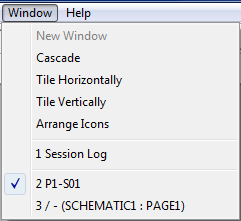 Window Help
New Window
Cascade
Tile Horizontally
Tile Vertically
Arrange Icons
1 Session Log
2 P1-S01
3 / - (SCHEMATIC1 : PAGE1)